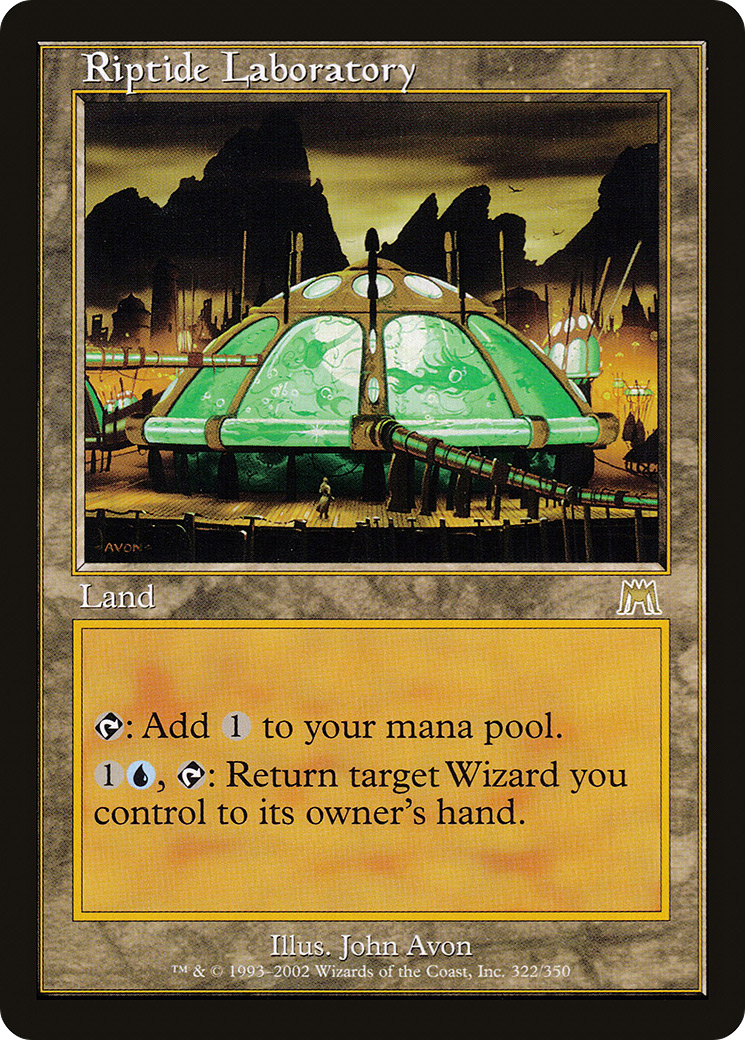 Riptide Laboratory
AVON
Land
: Add 1 to your mana pool.
1 , : Return target Wizard you
control to its owner's hand.
Illus. John Avon
™ & © 1993–2002 Wizards of the Coast, Inc. 322/350